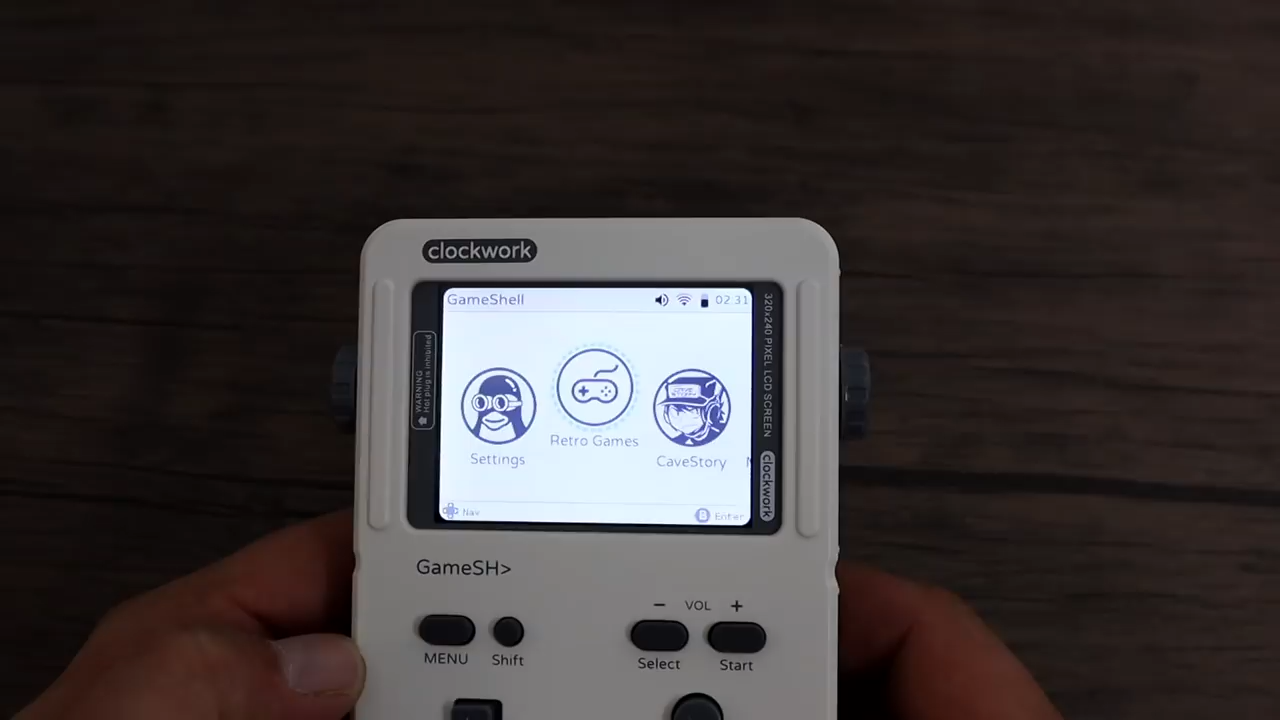 clockwork
GameShell
02:31
Settings
Retro Games
CaveStory
Nav
B Enter
WARNING
Hot plug is inhibited
320x240 PIXEL LCD SCREEN
clockwork
GameSH>
− VOL +
MENU Shift Select Start